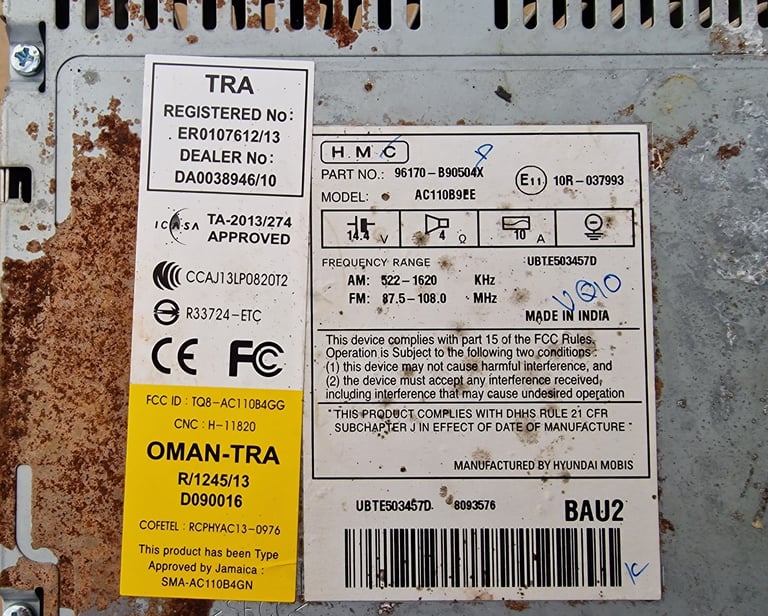 TRA
REGISTERED No:
ER0107612/13
DEALER No:
DA0038946/10
ICASA TA-2013/274
APPROVED
CCAJ13LP0820T2
R33724-ETC
CE FC
FCC ID : TQ8-AC110B4GG
CNC : H-11820
OMAN-TRA
R/1245/13
D090016
COFETEL : RCPHYAC13-0976
This product has been Type
Approved by Jamaica :
SMA-AC110B4GN
HMC
PART NO.: 96170-B90504X
E11 10R-037993
MODEL: AC110B9EE
14.4 V 4 Ω 10 A
FREQUENCY RANGE UBTE503457D
AM: 522-1620 KHz
FM: 87.5-108.0 MHz
VQ10
MADE IN INDIA
This device complies with part 15 of the FCC Rules.
Operation is Subject to the following two conditions :
(1) this device may not cause harmful interference, and
(2) the device must accept any interference received,
including interference that may cause undesired operation
"THIS PRODUCT COMPLIES WITH DHHS RULE 21 CFR
SUBCHAPTER J IN EFFECT OF DATE OF MANUFACTURE"
MANUFACTURED BY HYUNDAI MOBIS
UBTE503457D 8093576 BAU2